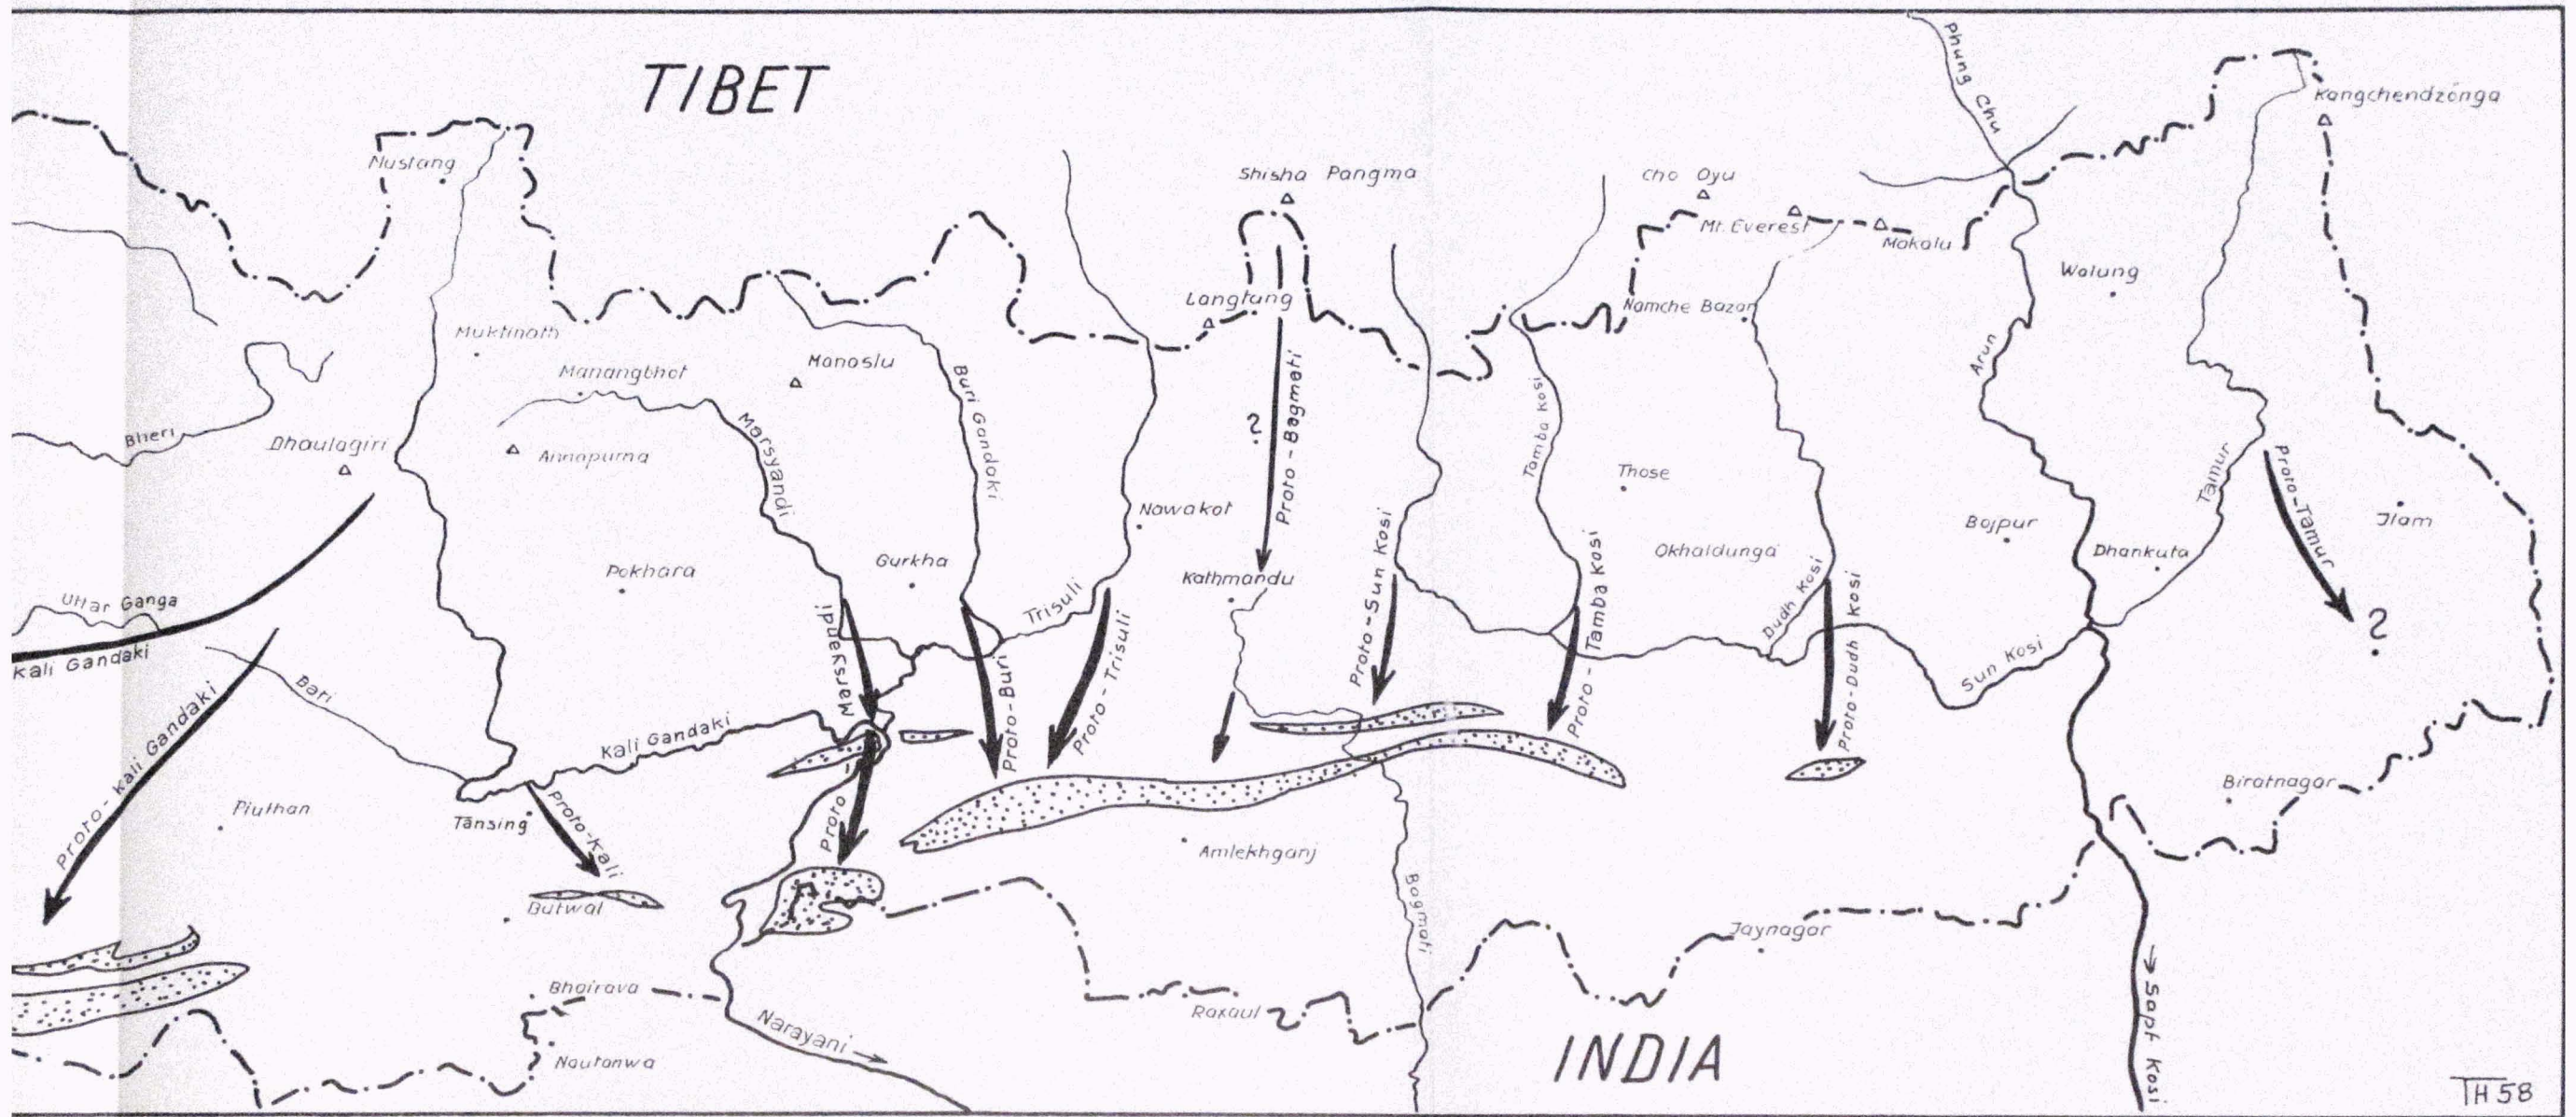 TIBET
Phung Chu
Kangchendzönga
Mustang
Shisha Pangma
Cho Oyu
Mt. Everest
Makalu
Walung
Langtang
Namche Bazar
Muktinath
Manangbhot
Manaslu
Buri Gandaki
Proto-Bagmati
?
Arun
Tamba Kosi
Bheri
Dhaulagiri
Annapurna
Marsyandi
Those
Tamur
Proto-Tamur
Nawakot
Ilam
Bojpur
Dhankuta
Okhaldunga
Pokhara
Gurkha
Kathmandu
Proto-Sun Kosi
Proto-Tamba Kosi
Dudh Kosi
Proto-Dudh Kosi
Uttar Ganga
Trisuli
?
Kali Gandaki
Proto-Kali Gandaki
Bari
Kali Gandaki
Proto-Marsyandi
Proto-Buri
Proto-Trisuli
Sun Kosi
Piuthan
Tansing
Proto-Kali
Amlekhganj
Biratnagar
Butwal
Bagmati
Jaynagar
Bhairava
Narayani →
Raxaul
→ Sapt Kosi
Nautanwa
INDIA
TH 58